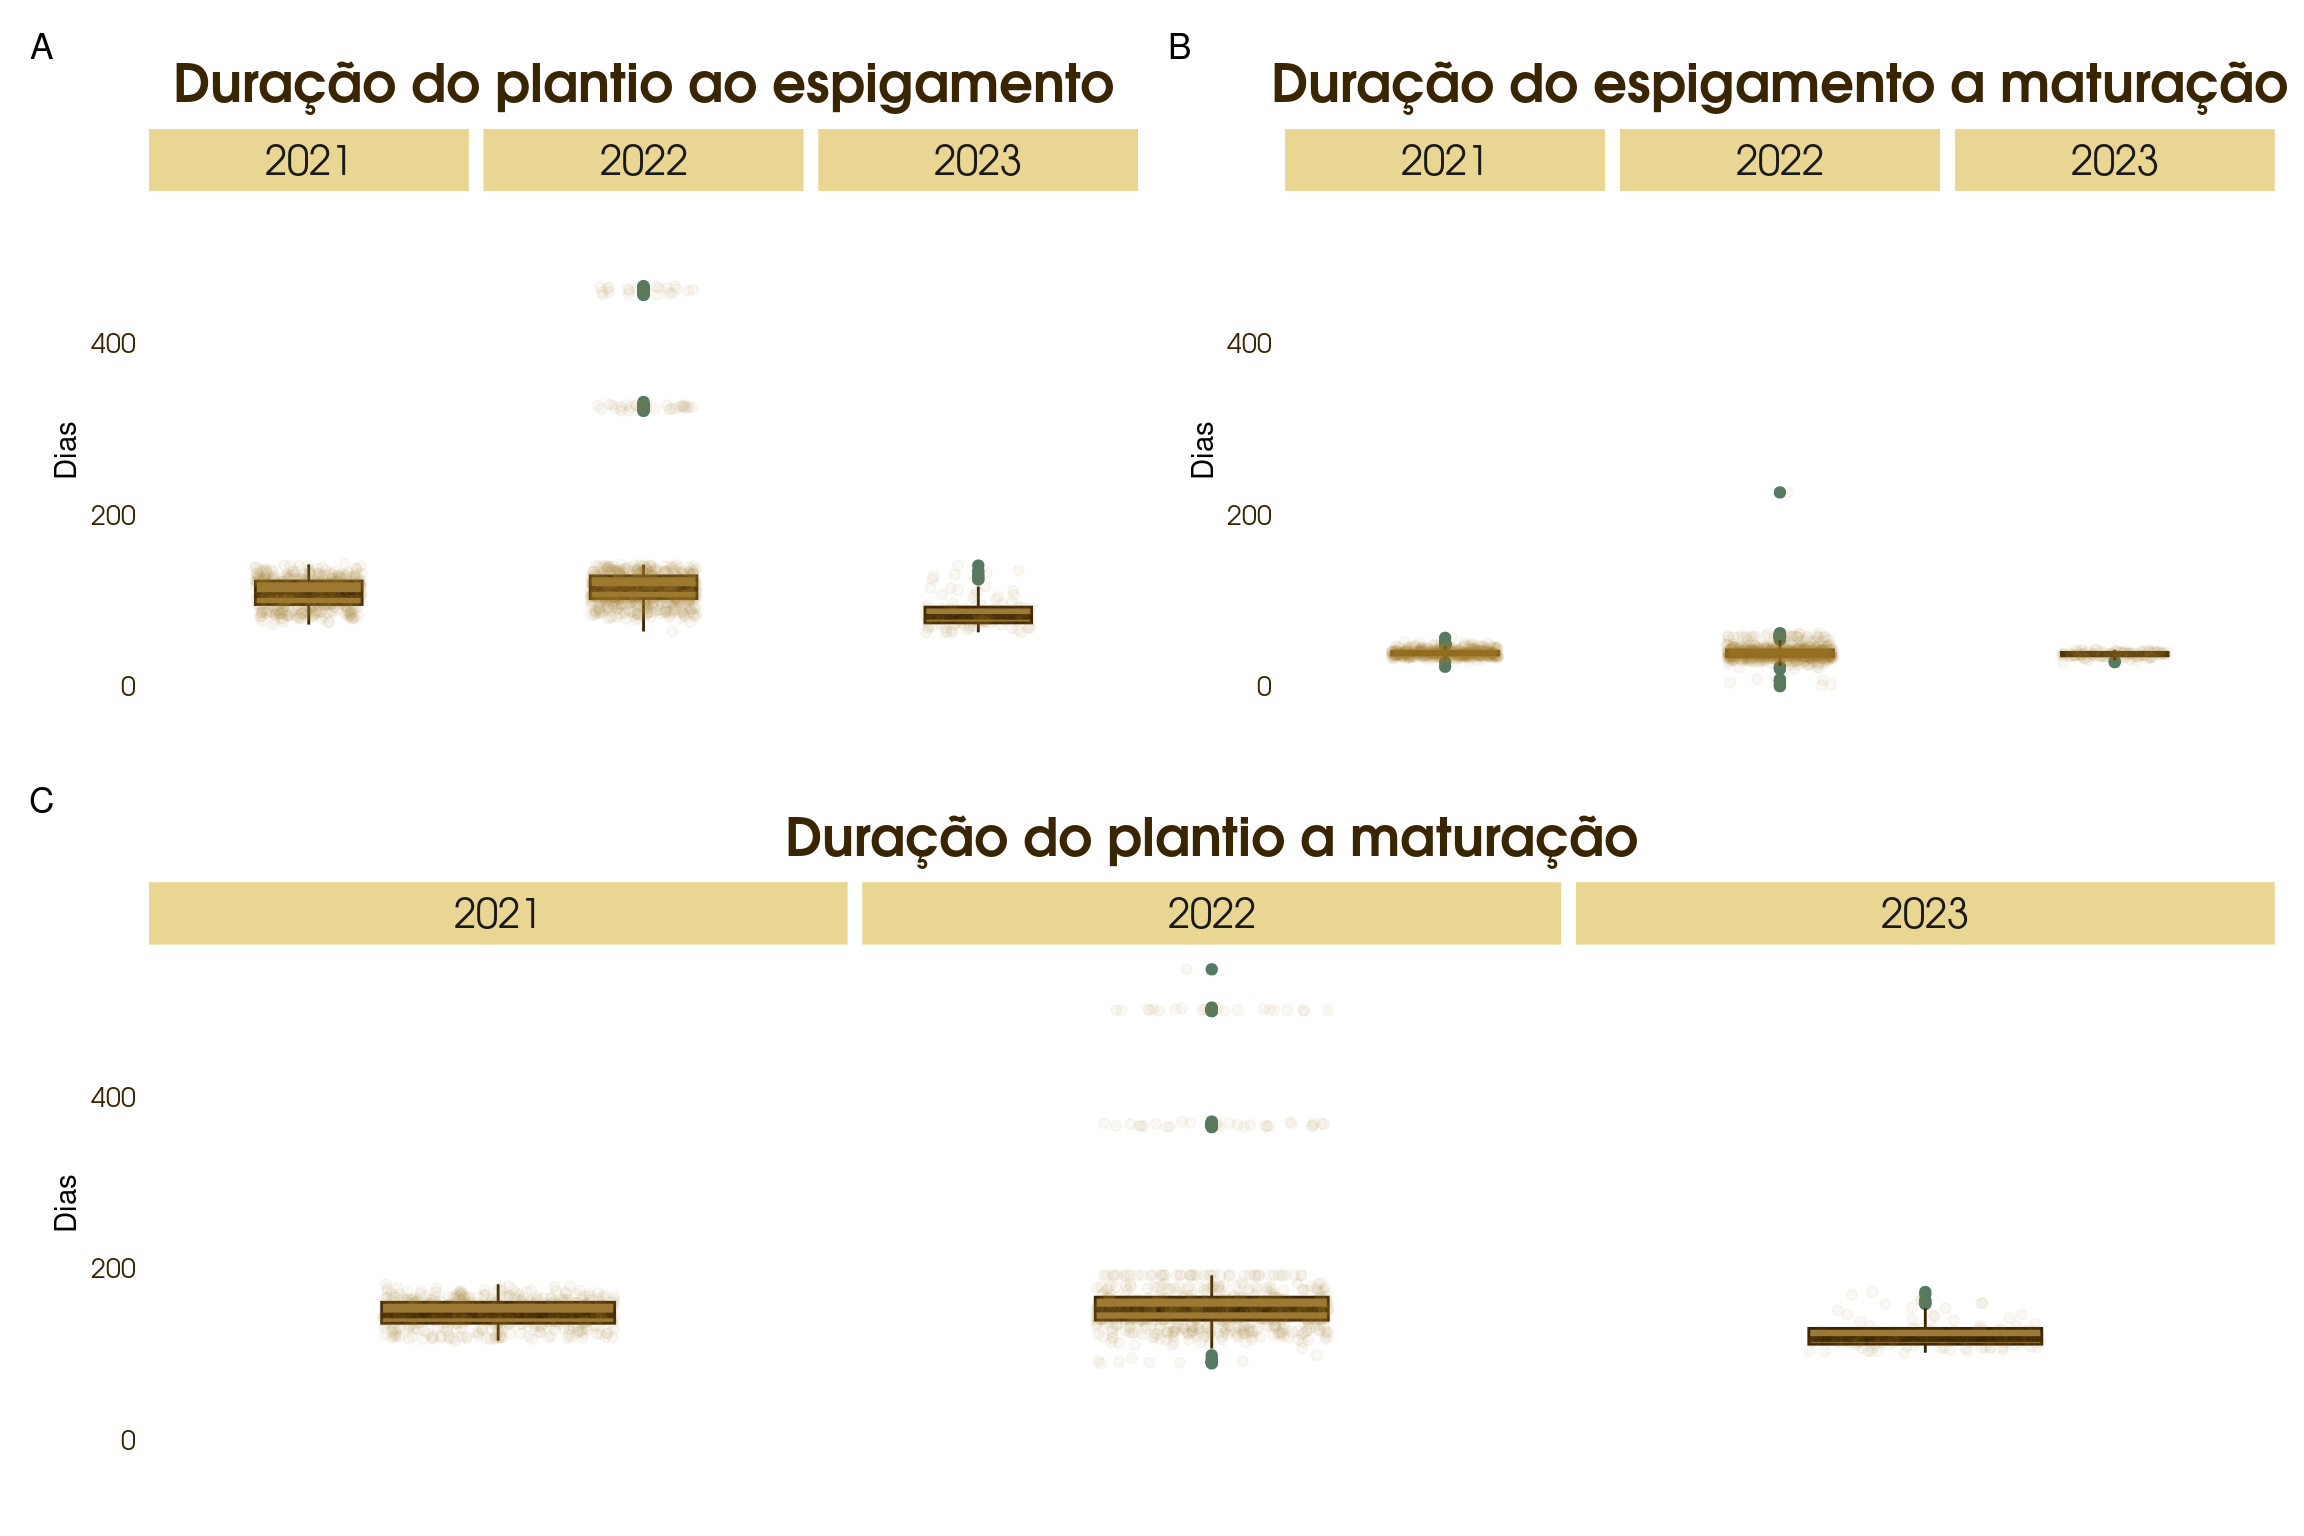 A
Duração do plantio ao espigamento
2021 2022 2023
400
200
0
Dias
B
Duração do espigamento a maturação
2021 2022 2023
400
200
0
Dias
C
Duração do plantio a maturação
2021 2022 2023
400
200
0
Dias